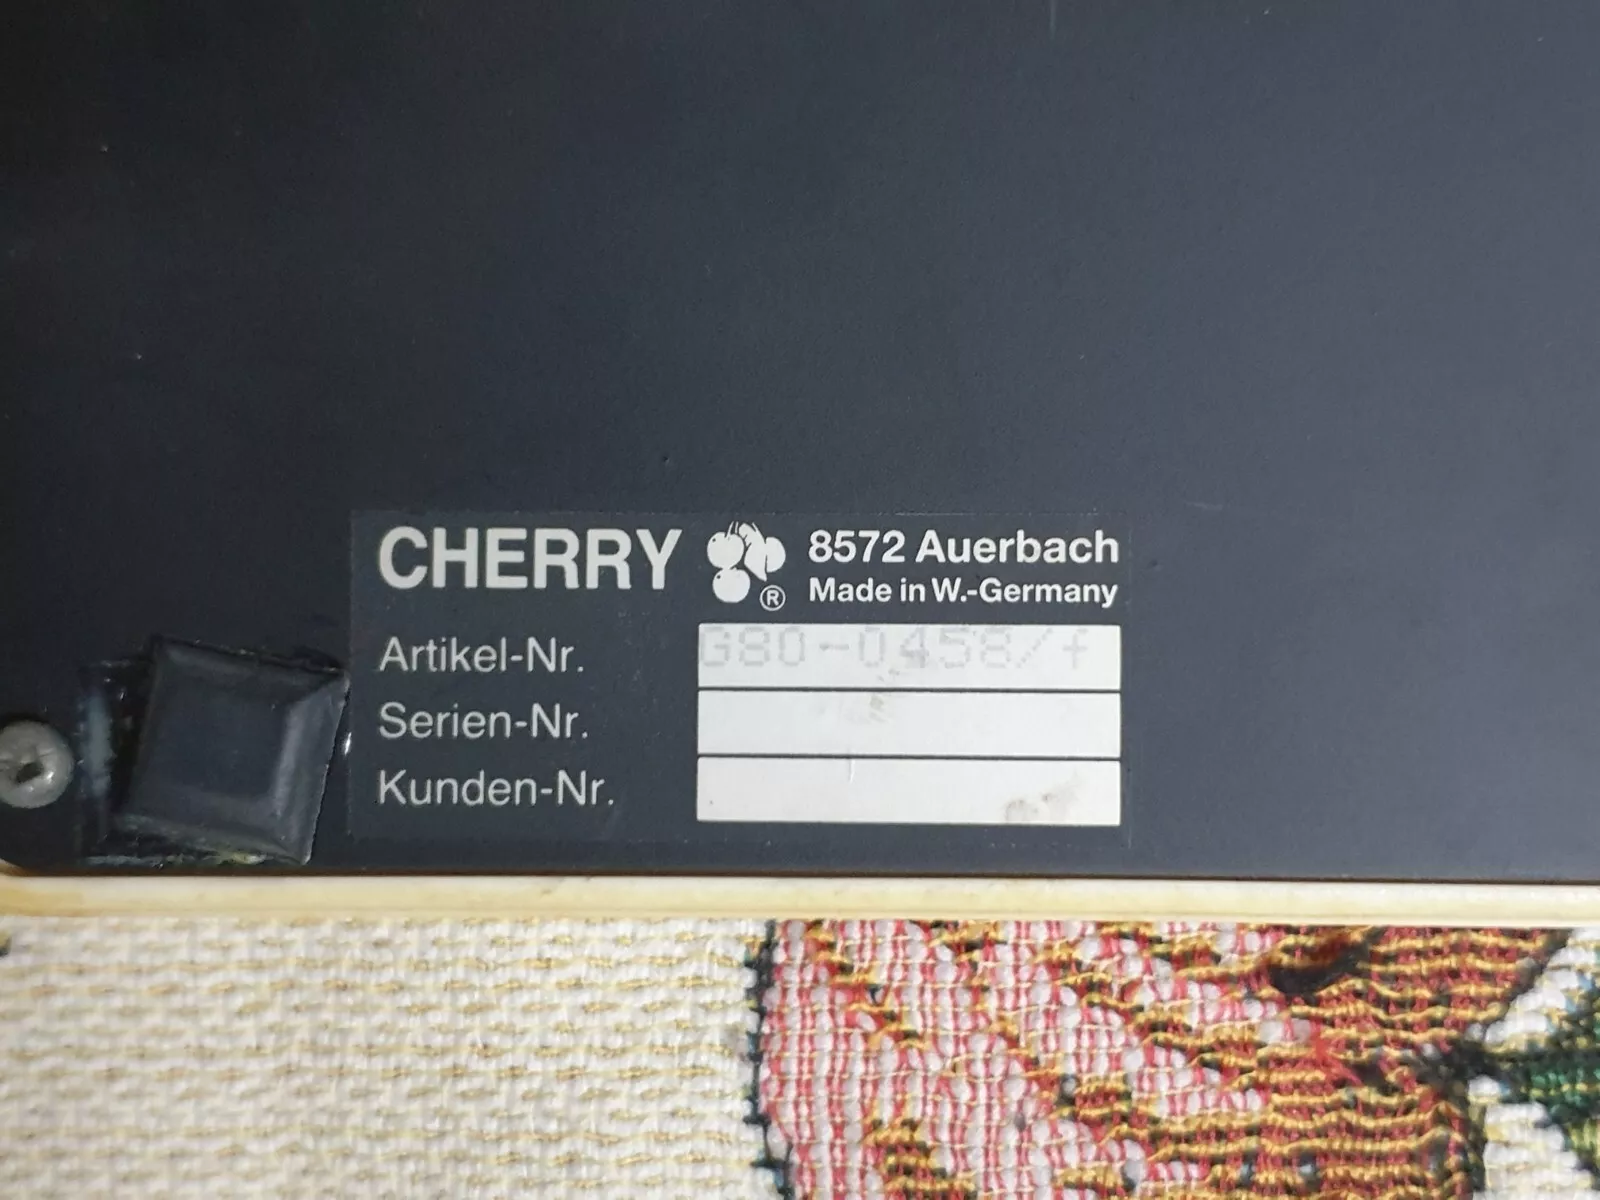 CHERRY ® 8572 Auerbach
Made in W.-Germany
Artikel-Nr. G80-0458/f
Serien-Nr.
Kunden-Nr.